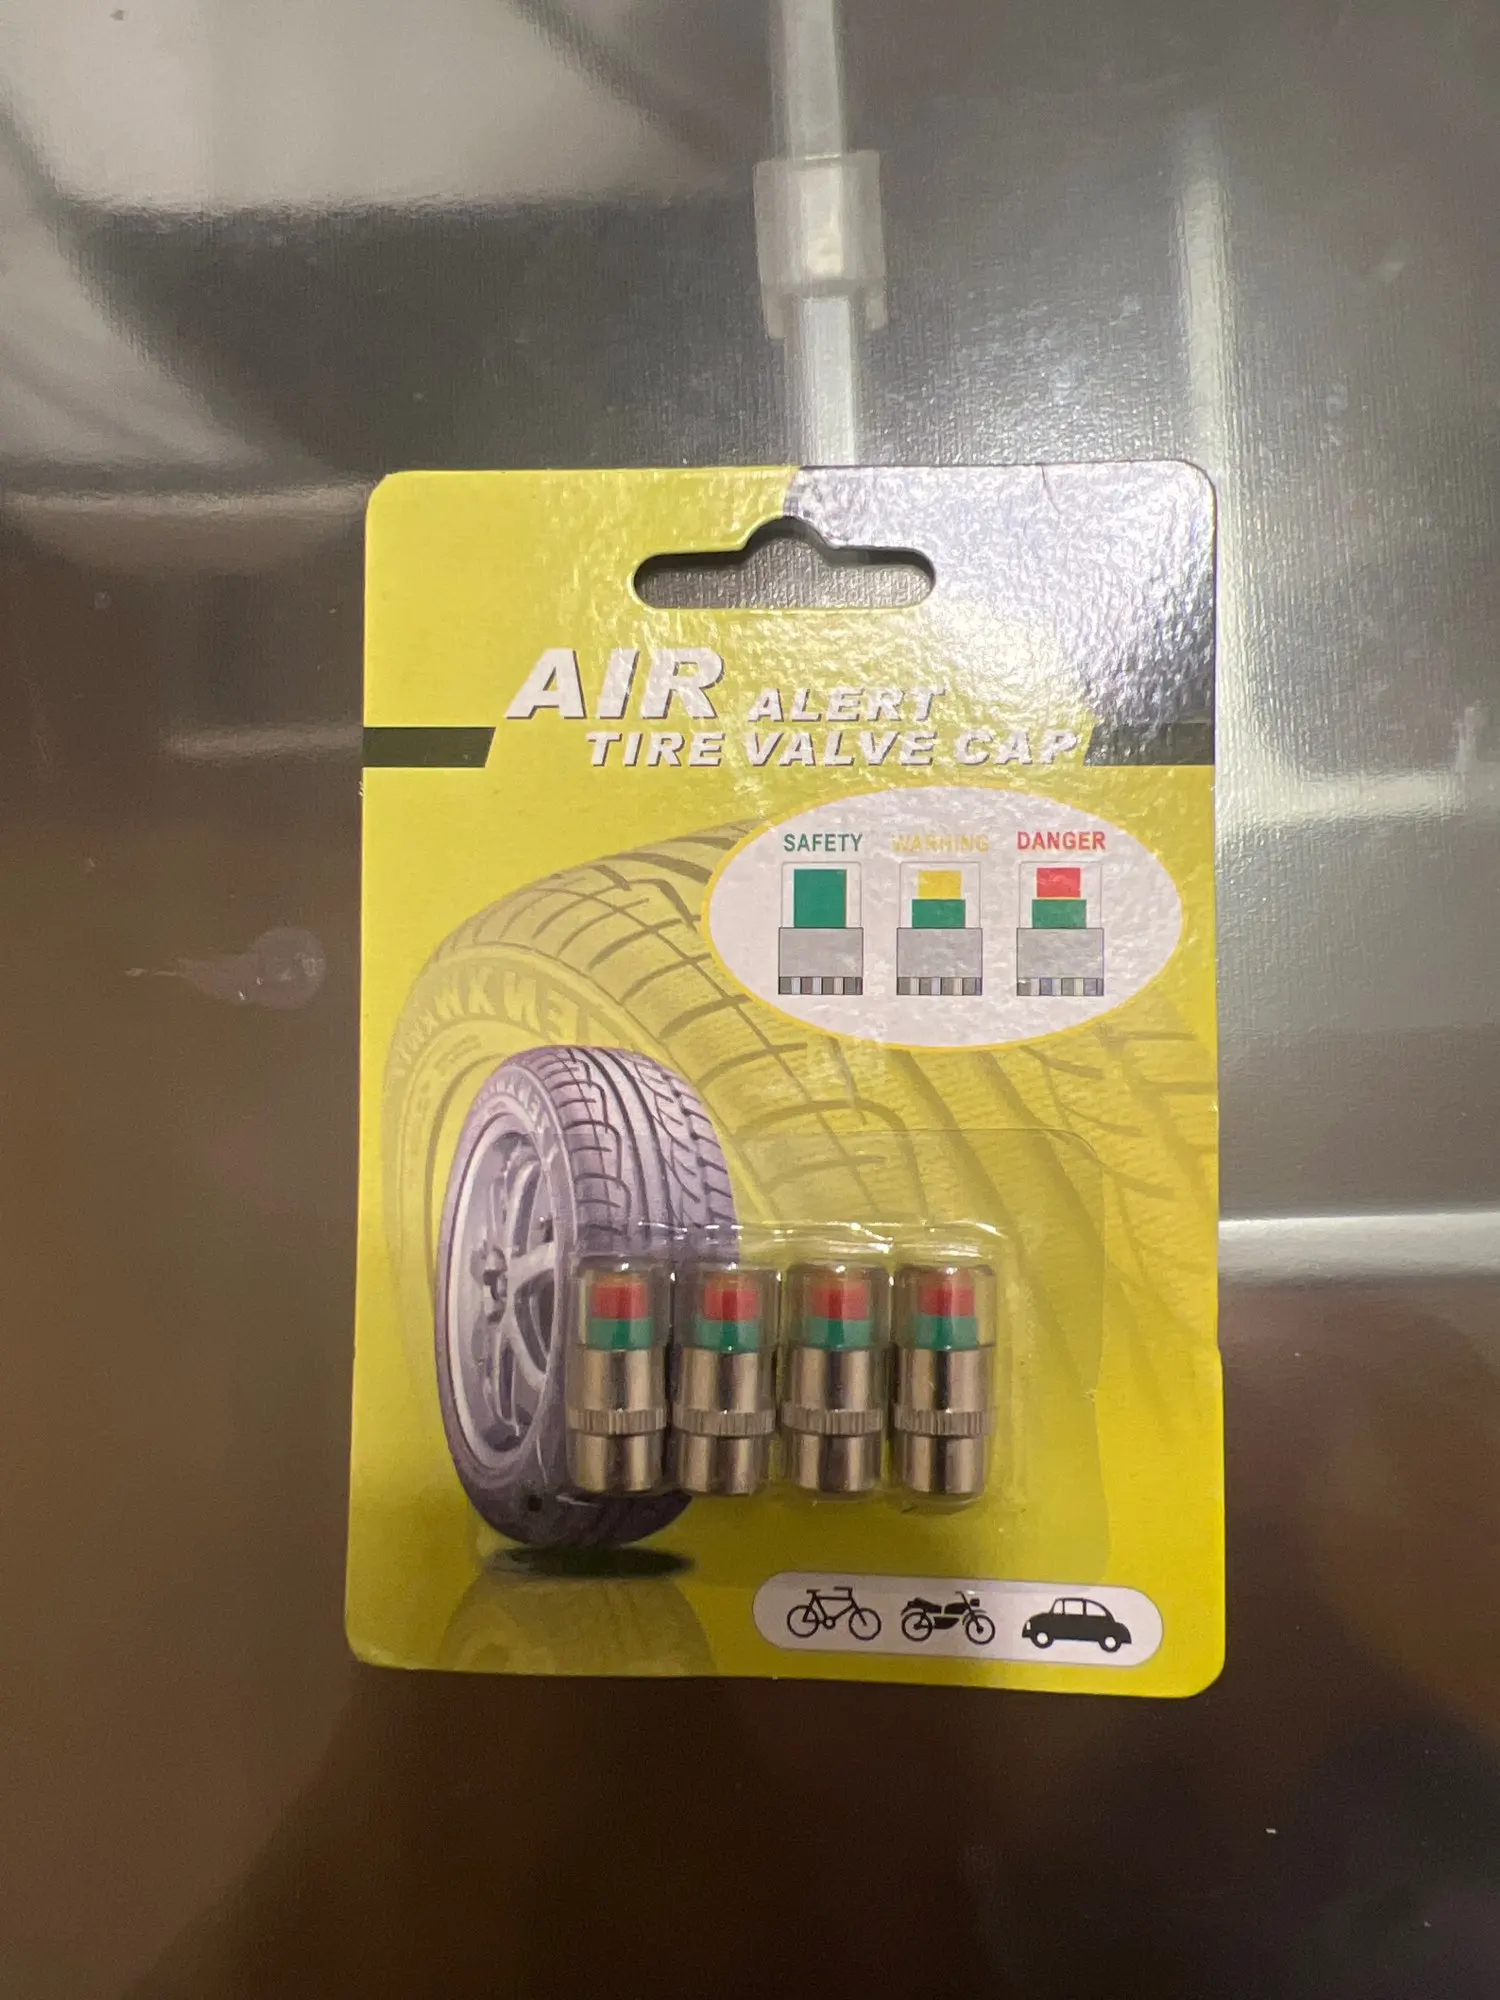 AIR ALERT
TIRE VALVE CAP
SAFETY WARNING DANGER